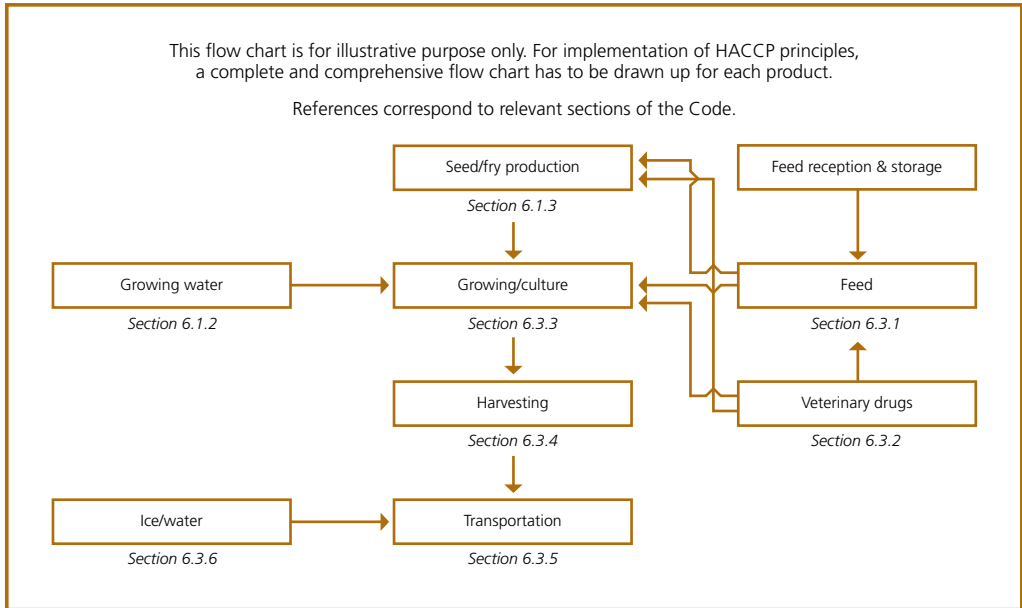 This flow chart is for illustrative purpose only. For implementation of HACCP principles,
a complete and comprehensive flow chart has to be drawn up for each product.
References correspond to relevant sections of the Code.
Seed/fry production
Section 6.1.3
Feed reception & storage
Growing water
Section 6.1.2
Growing/culture
Section 6.3.3
Feed
Section 6.3.1
Harvesting
Section 6.3.4
Veterinary drugs
Section 6.3.2
Ice/water
Section 6.3.6
Transportation
Section 6.3.5